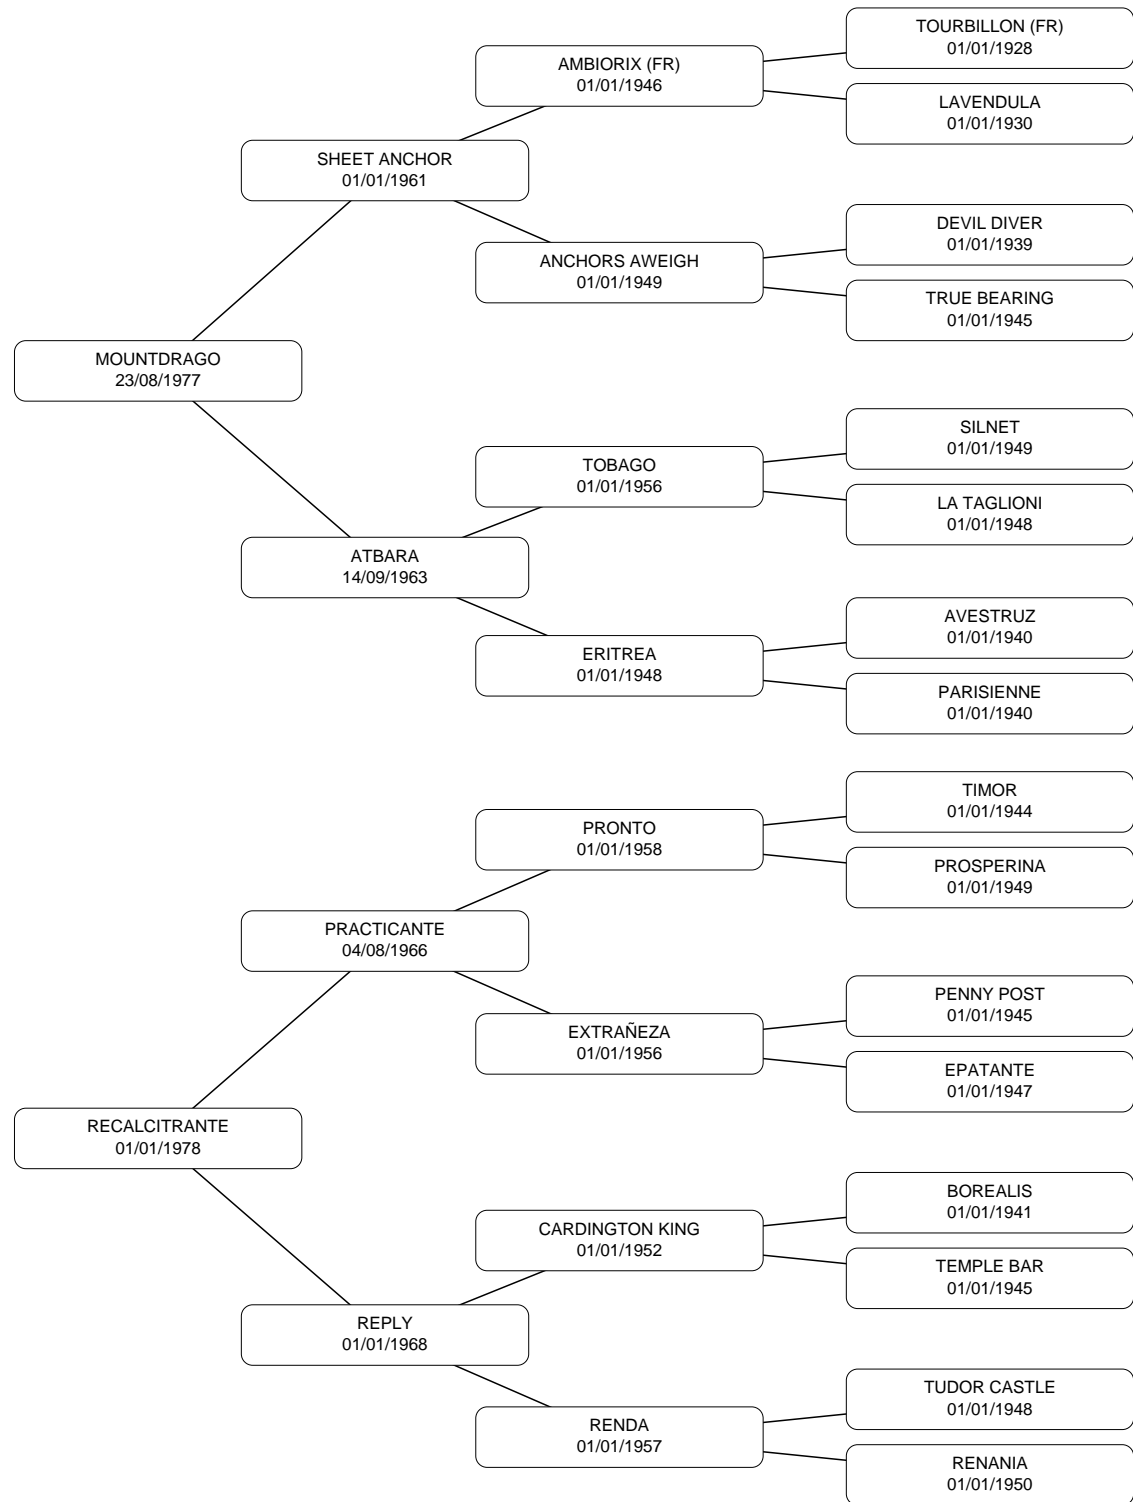 TOURBILLON (FR)
01/01/1928
AMBIORIX (FR)
01/01/1946
LAVENDULA
01/01/1930
SHEET ANCHOR
01/01/1961
DEVIL DIVER
01/01/1939
ANCHORS AWEIGH
01/01/1949
TRUE BEARING
01/01/1945
MOUNTDRAGO
23/08/1977
SILNET
01/01/1949
TOBAGO
01/01/1956
LA TAGLIONI
01/01/1948
ATBARA
14/09/1963
AVESTRUZ
01/01/1940
ERITREA
01/01/1948
PARISIENNE
01/01/1940
TIMOR
01/01/1944
PRONTO
01/01/1958
PROSPERINA
01/01/1949
PRACTICANTE
04/08/1966
PENNY POST
01/01/1945
EXTRAÑEZA
01/01/1956
EPATANTE
01/01/1947
RECALCITRANTE
01/01/1978
BOREALIS
01/01/1941
CARDINGTON KING
01/01/1952
TEMPLE BAR
01/01/1945
REPLY
01/01/1968
TUDOR CASTLE
01/01/1948
RENDA
01/01/1957
RENANIA
01/01/1950